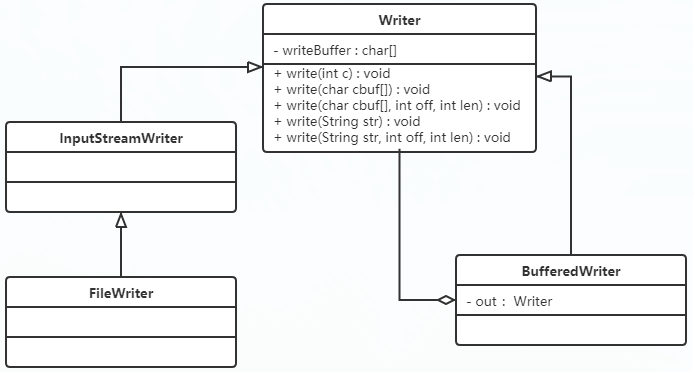 Writer
- writeBuffer : char[]
+ write(int c) : void
+ write(char cbuf[]) : void
+ write(char cbuf[], int off, int len) : void
+ write(String str) : void
+ write(String str, int off, int len) : void
InputStreamWriter
FileWriter
BufferedWriter
- out : Writer